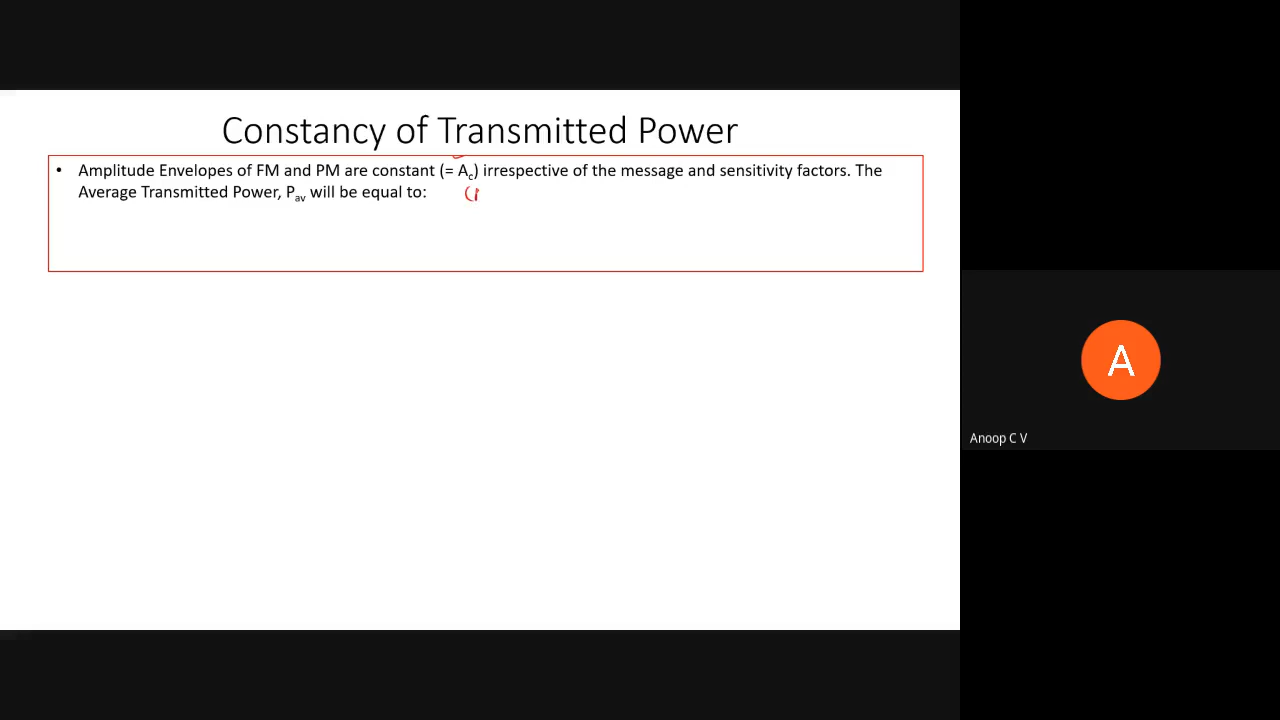 Constancy of Transmitted Power
• Amplitude Envelopes of FM and PM are constant (= Ac) irrespective of the message and sensitivity factors. The
Average Transmitted Power, Pav will be equal to:
A
Anoop C V